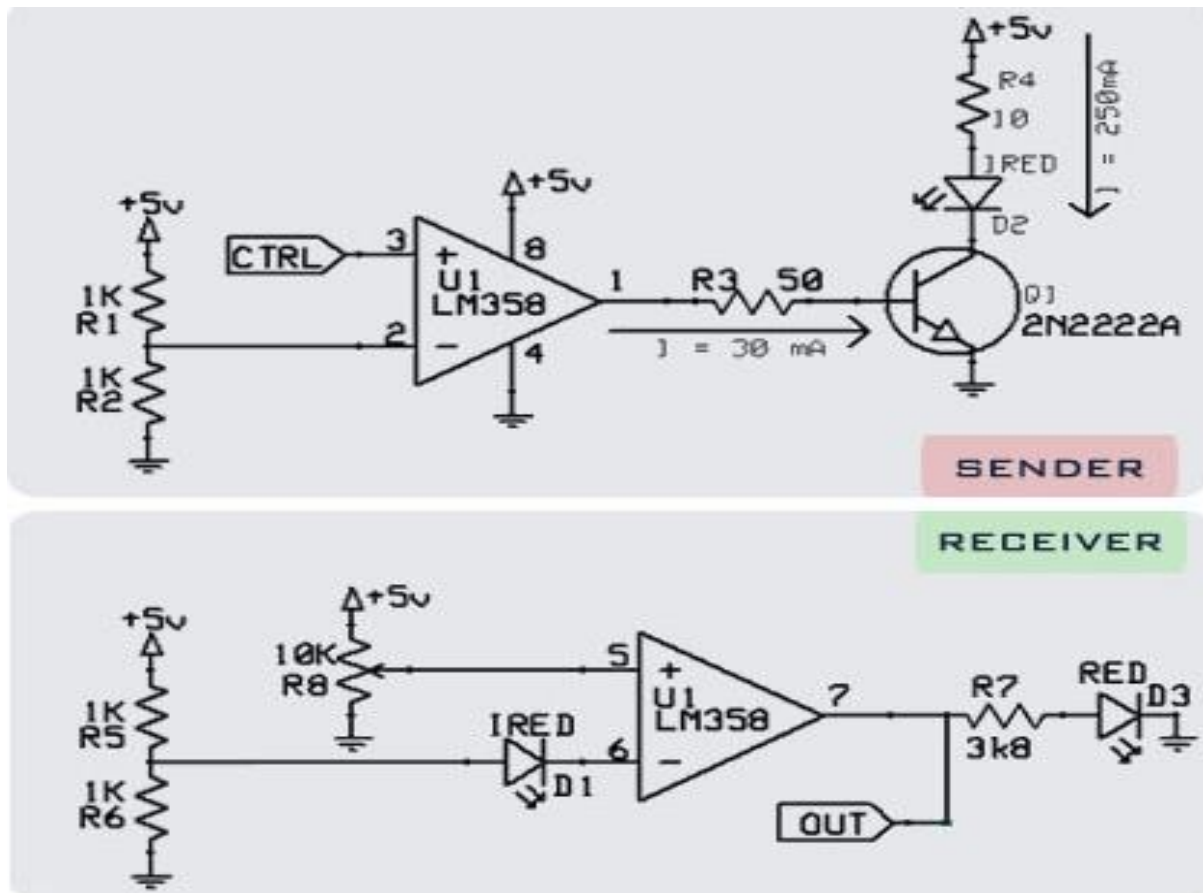 +5v
R4
10
I = 250mA
IRED
D2
+5v
+5v
CTRL
3
+
8
U1
LM358
1
R3 50
Q1
2N2222A
1K
R1
2
-
4
I = 30 mA
1K
R2
SENDER
RECEIVER
+5v
+5v
10K
R8
5
+
U1
LM358
7
R7
3k8
RED
D3
1K
R5
IRED
D1
6
-
1K
R6
OUT